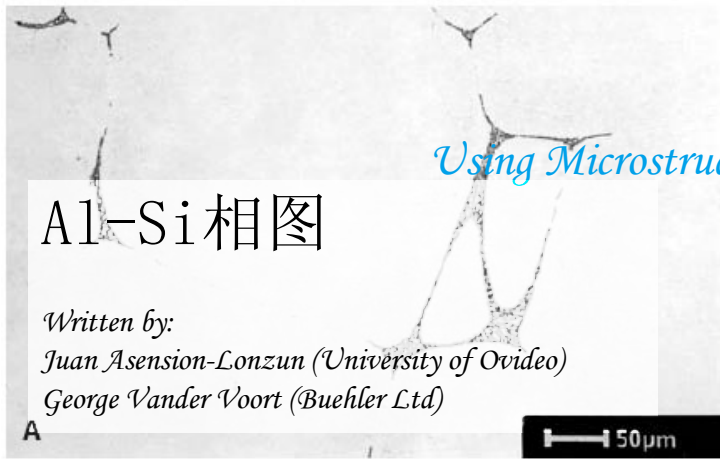 Using
Al-Si相图
Written by:
Juan Asension-Lonzun (University of Ovideo)
George Vander Voort (Buehler Ltd)
A
50µm